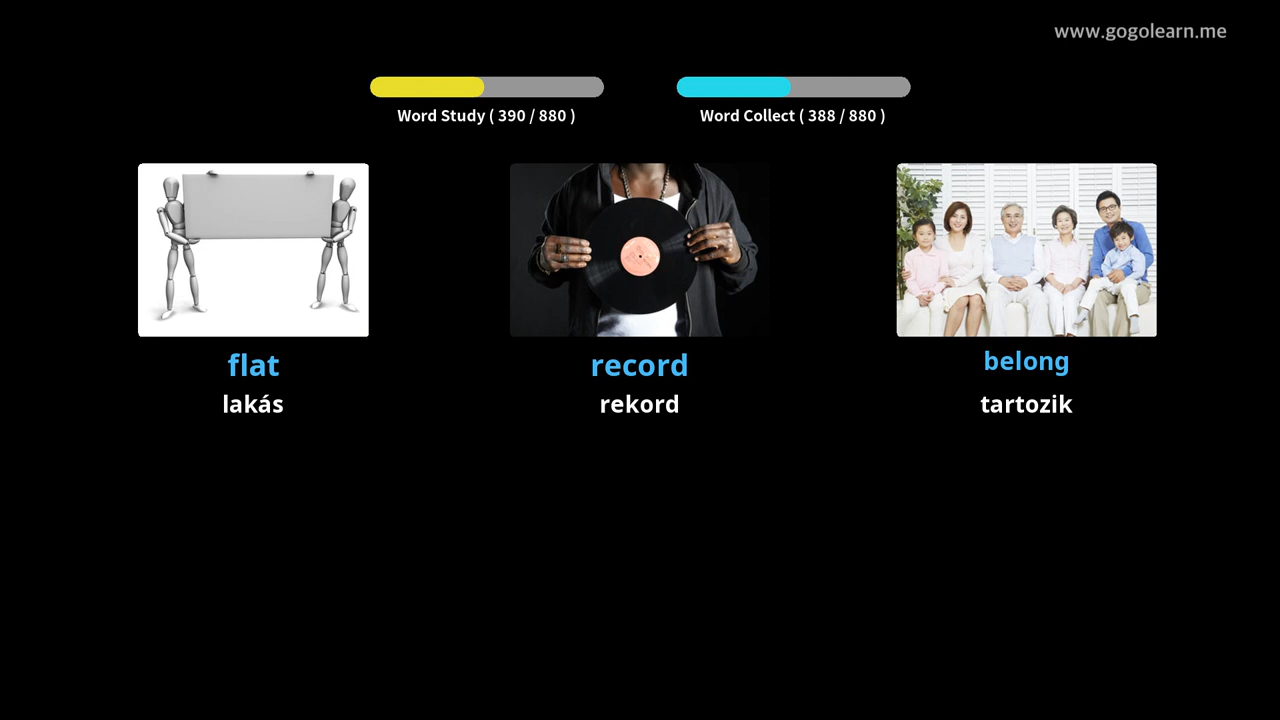 www.gogolearn.me
Word Study ( 390 / 880 )
Word Collect ( 388 / 880 )
flat
lakás
record
rekord
belong
tartozik